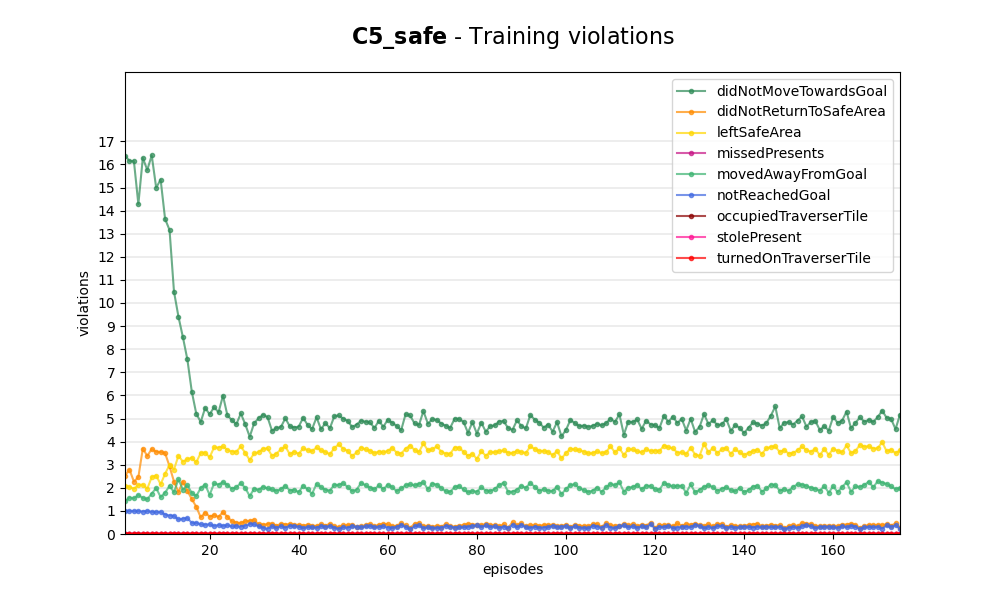 C5_safe - Training violations
didNotMoveTowardsGoal
didNotReturnToSafeArea
leftSafeArea
missedPresents
movedAwayFromGoal
notReachedGoal
occupiedTraverserTile
stolePresent
turnedOnTraverserTile
violations
17
16
15
14
13
12
11
10
9
8
7
6
5
4
3
2
1
0
20 40 60 80 100 120 140 160
episodes